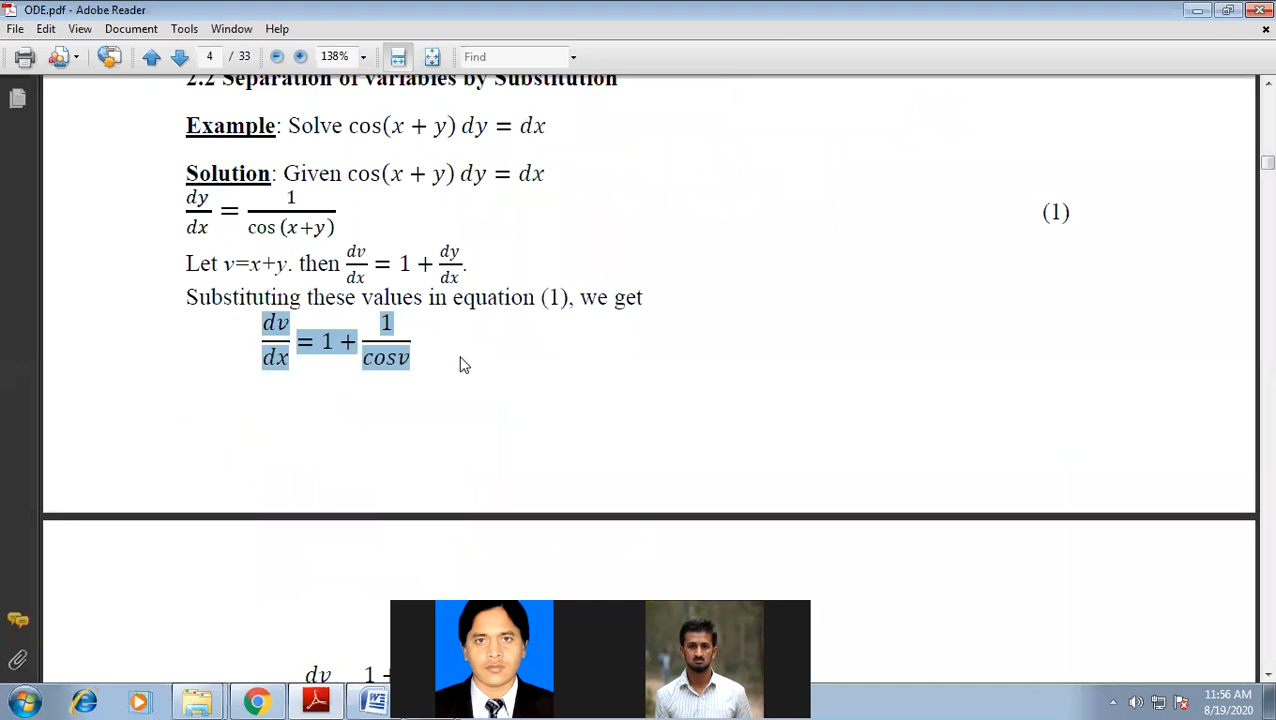 ODE.pdf - Adobe Reader
File Edit View Document Tools Window Help
4 / 33 138% Find
2.2 Separation of variables by Substitution
Example: Solve cos(x + y) dy = dx
Solution: Given cos(x + y) dy = dx
dy/dx = 1/cos (x+y) (1)
Let v=x+y. then dv/dx = 1 + dy/dx.
Substituting these values in equation (1), we get
dv/dx = 1 + 1/cosv
dv 1+
11:56 AM
8/19/2020